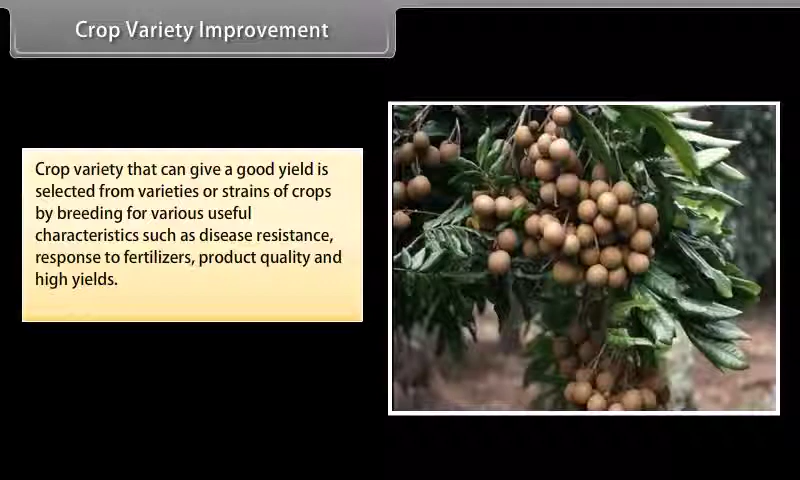 Crop Variety Improvement
Crop variety that can give a good yield is
selected from varieties or strains of crops
by breeding for various useful
characteristics such as disease resistance,
response to fertilizers, product quality and
high yields.